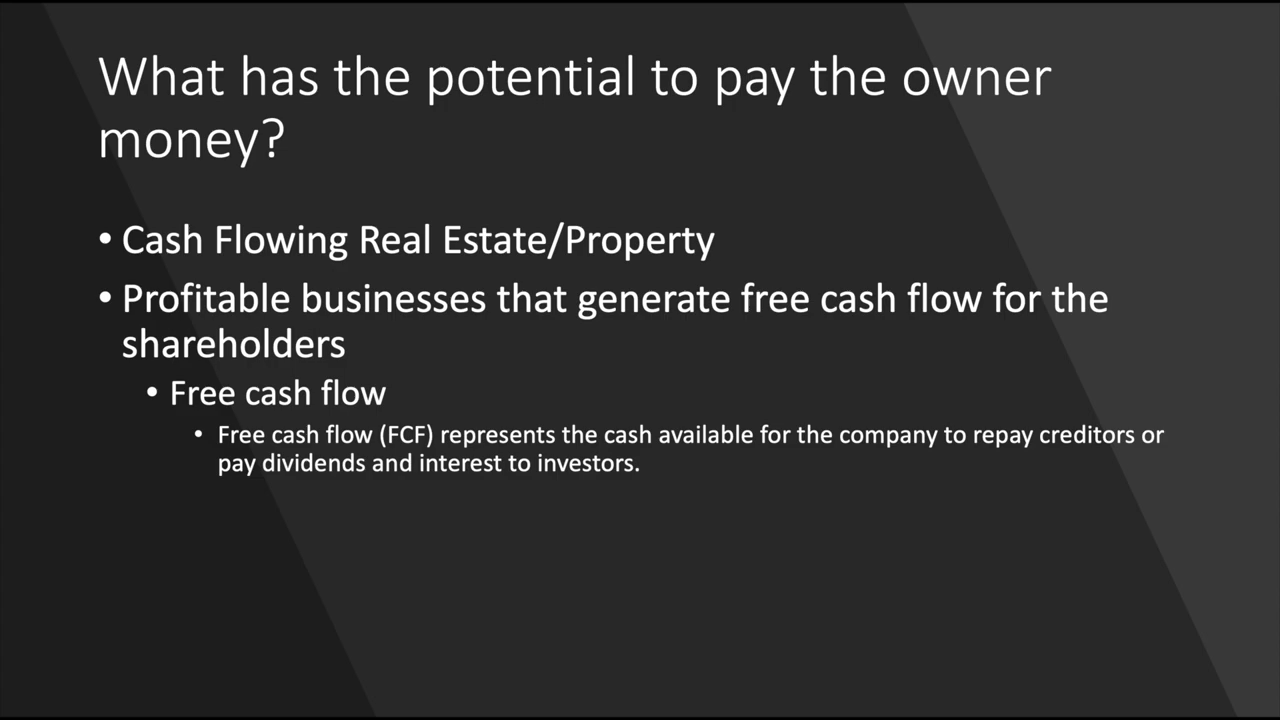 What has the potential to pay the owner
money?
• Cash Flowing Real Estate/Property
• Profitable businesses that generate free cash flow for the
shareholders
• Free cash flow
• Free cash flow (FCF) represents the cash available for the company to repay creditors or
pay dividends and interest to investors.